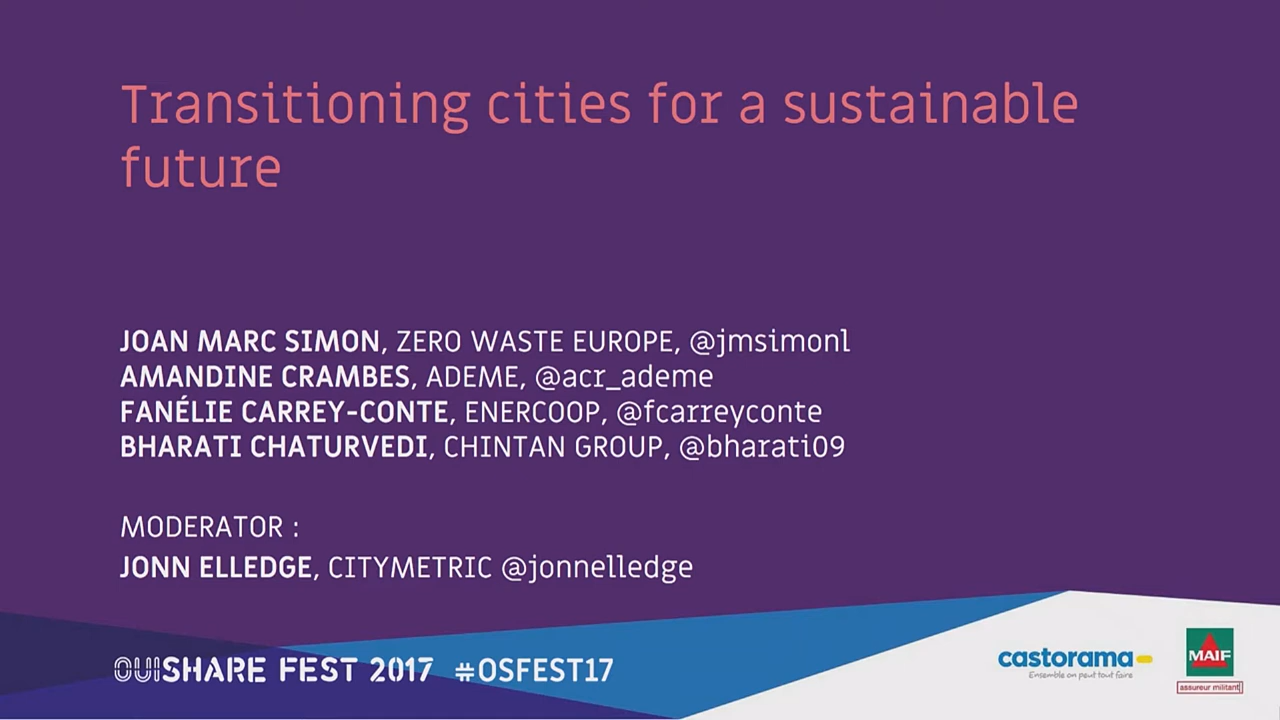 Transitioning cities for a sustainable
future
JOAN MARC SIMON, ZERO WASTE EUROPE, @jmsimonl
AMANDINE CRAMBES, ADEME, @acr_ademe
FANÉLIE CARREY-CONTE, ENERCOOP, @fcarreyconte
BHARATI CHATURVEDI, CHINTAN GROUP, @bharati09
MODERATOR :
JONN ELLEDGE, CITYMETRIC @jonnelledge
OUISHARE FEST 2017 #OSFEST17
castorama
Ensemble on peut tout faire
MAIF
assureur militant